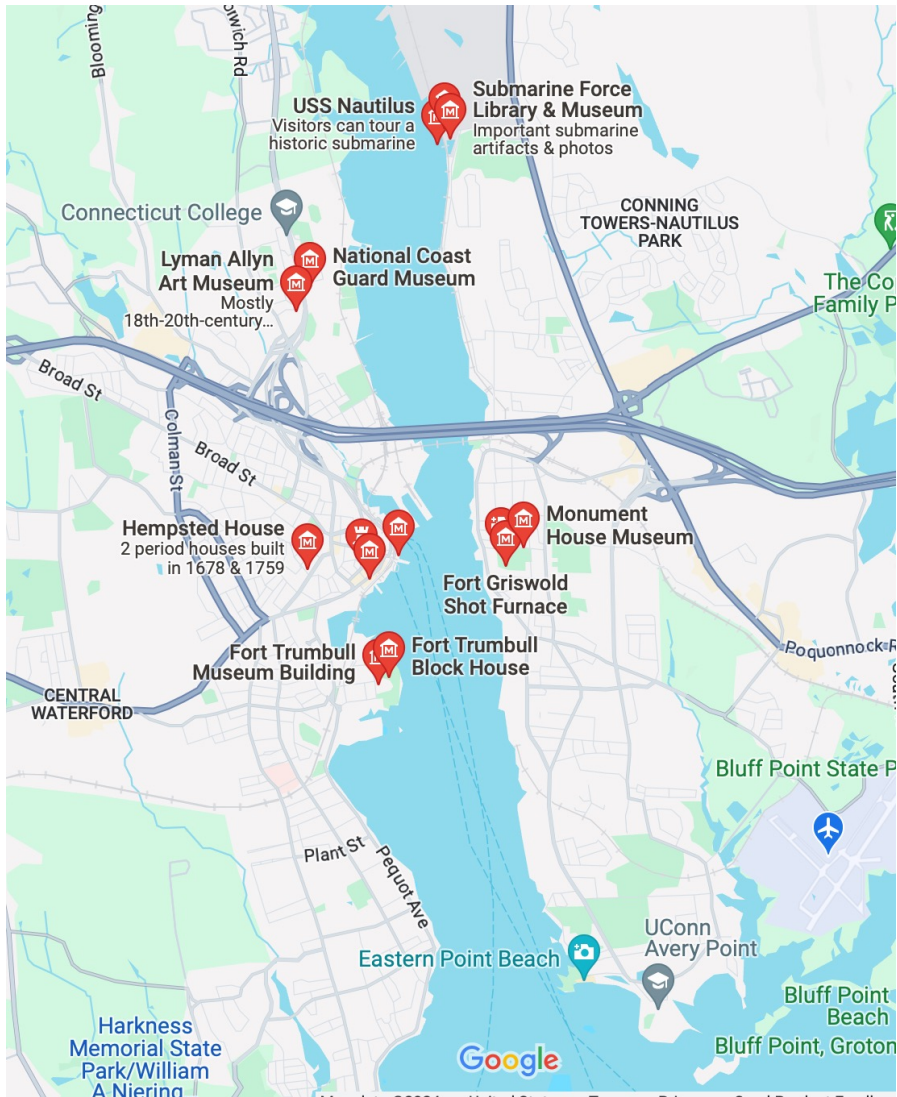 Blooming
orwich Rd
USS Nautilus
Visitors can tour a
historic submarine
Submarine Force
Library & Museum
Important submarine
artifacts & photos
Connecticut College
CONNING
TOWERS-NAUTILUS
PARK
Lyman Allyn
Art Museum
Mostly
18th-20th-century…
National Coast
Guard Museum
The Co
Family P
Broad St
Colman St
Broad St
Hempsted House
2 period houses built
in 1678 & 1759
Monument
House Museum
Fort Griswold
Shot Furnace
Fort Trumbull
Museum Building
Fort Trumbull
Block House
Poquonnock R
CENTRAL
WATERFORD
Bluff Point State P
Plant St
Pequot Ave
UConn
Avery Point
Eastern Point Beach
Bluff Point
Beach
Bluff Point, Groton
Harkness
Memorial State
Park/William
A Niering
Google